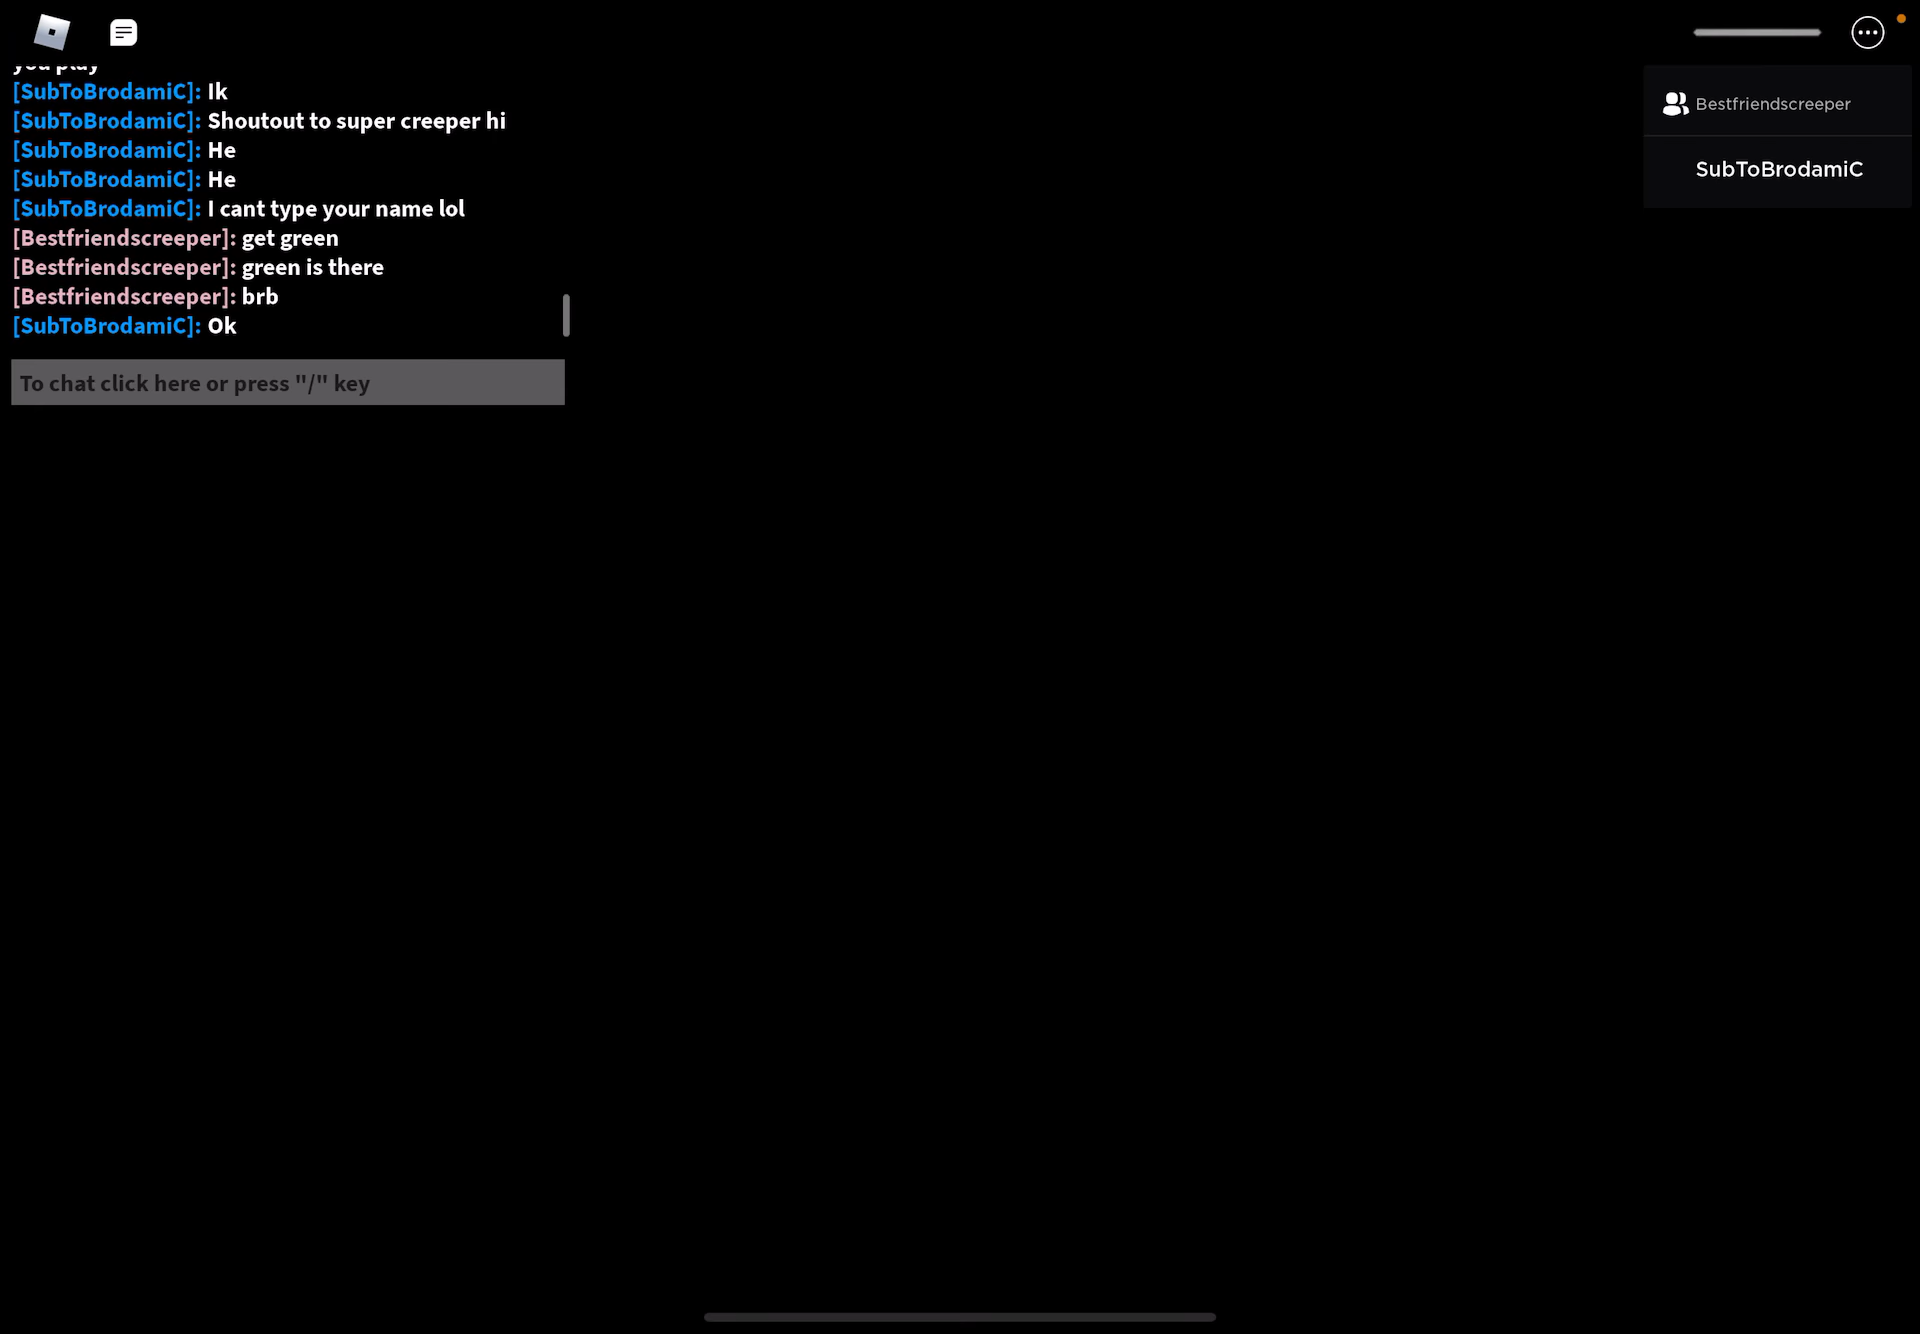 you play
[SubToBrodamiC]: Ik
[SubToBrodamiC]: Shoutout to super creeper hi
[SubToBrodamiC]: He
[SubToBrodamiC]: He
[SubToBrodamiC]: I cant type your name lol
[Bestfriendscreeper]: get green
[Bestfriendscreeper]: green is there
[Bestfriendscreeper]: brb
[SubToBrodamiC]: Ok
To chat click here or press "/" key
Bestfriendscreeper
SubToBrodamiC